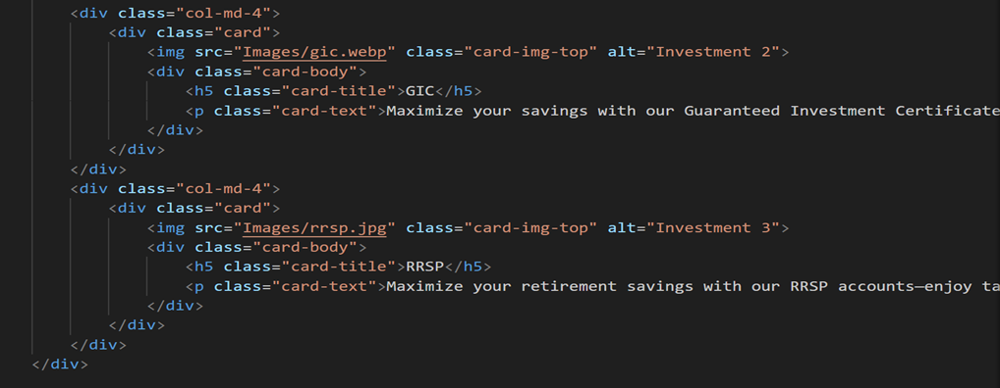 <div class="col-md-4">
<div class="card">
<img src="Images/gic.webp" class="card-img-top" alt="Investment 2">
<div class="card-body">
<h5 class="card-title">GIC</h5>
<p class="card-text">Maximize your savings with our Guaranteed Investment Certificate
</div>
</div>
</div>
<div class="col-md-4">
<div class="card">
<img src="Images/rrsp.jpg" class="card-img-top" alt="Investment 3">
<div class="card-body">
<h5 class="card-title">RRSP</h5>
<p class="card-text">Maximize your retirement savings with our RRSP accounts—enjoy ta
</div>
</div>
</div>
</div>